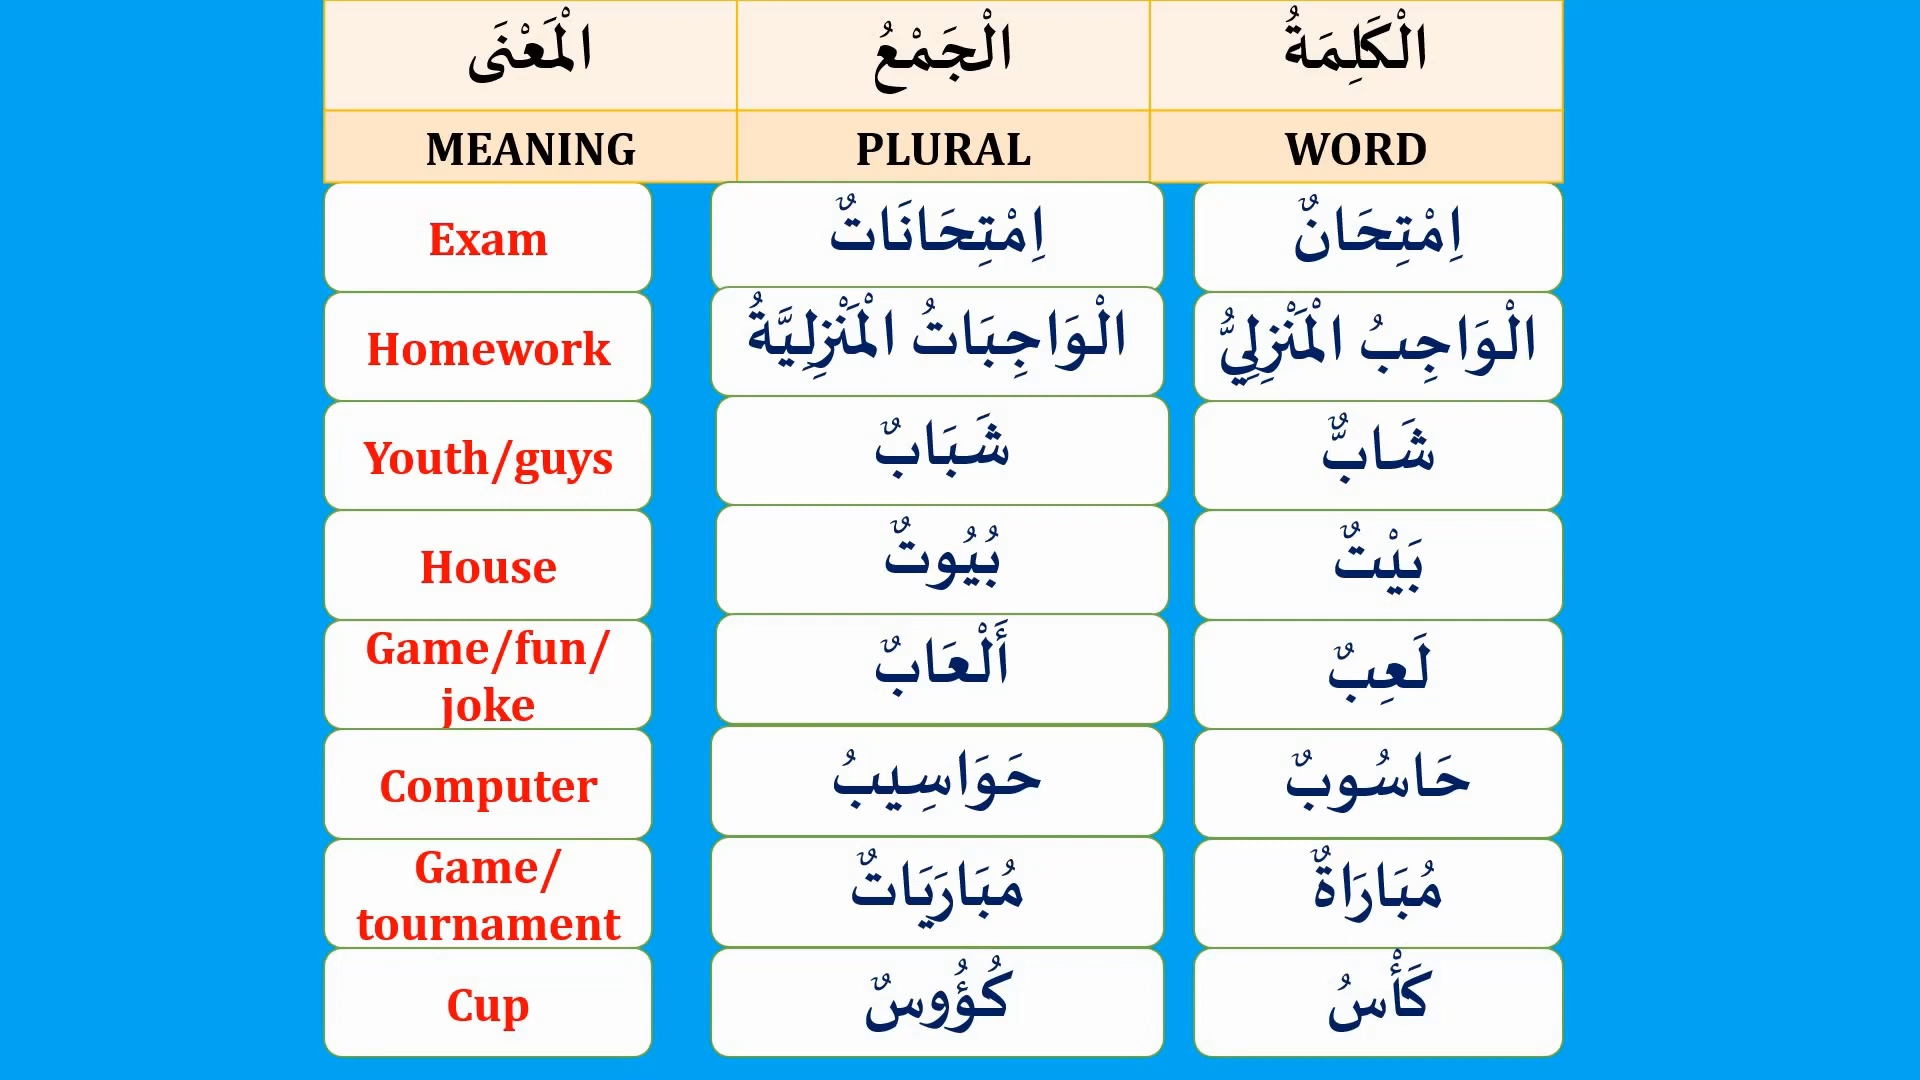 الْكَلِمَةُ الْجَمْعُ الْمَعْنَى
MEANING PLURAL WORD
Exam اِمْتِحَانَاتٌ اِمْتِحَانٌ
Homework الْوَاجِبَاتُ الْمَنْزِلِيَّةُ الْوَاجِبُ الْمَنْزِلِيُّ
Youth/guys شَبَابٌ شَابٌّ
House بُيُوتٌ بَيْتٌ
Game/fun/
joke أَلْعَابٌ لَعِبٌ
Computer حَوَاسِيبُ حَاسُوبٌ
Game/
tournament مُبَارَيَاتٌ مُبَارَاةٌ
Cup كُؤُوسٌ كَأْسُ